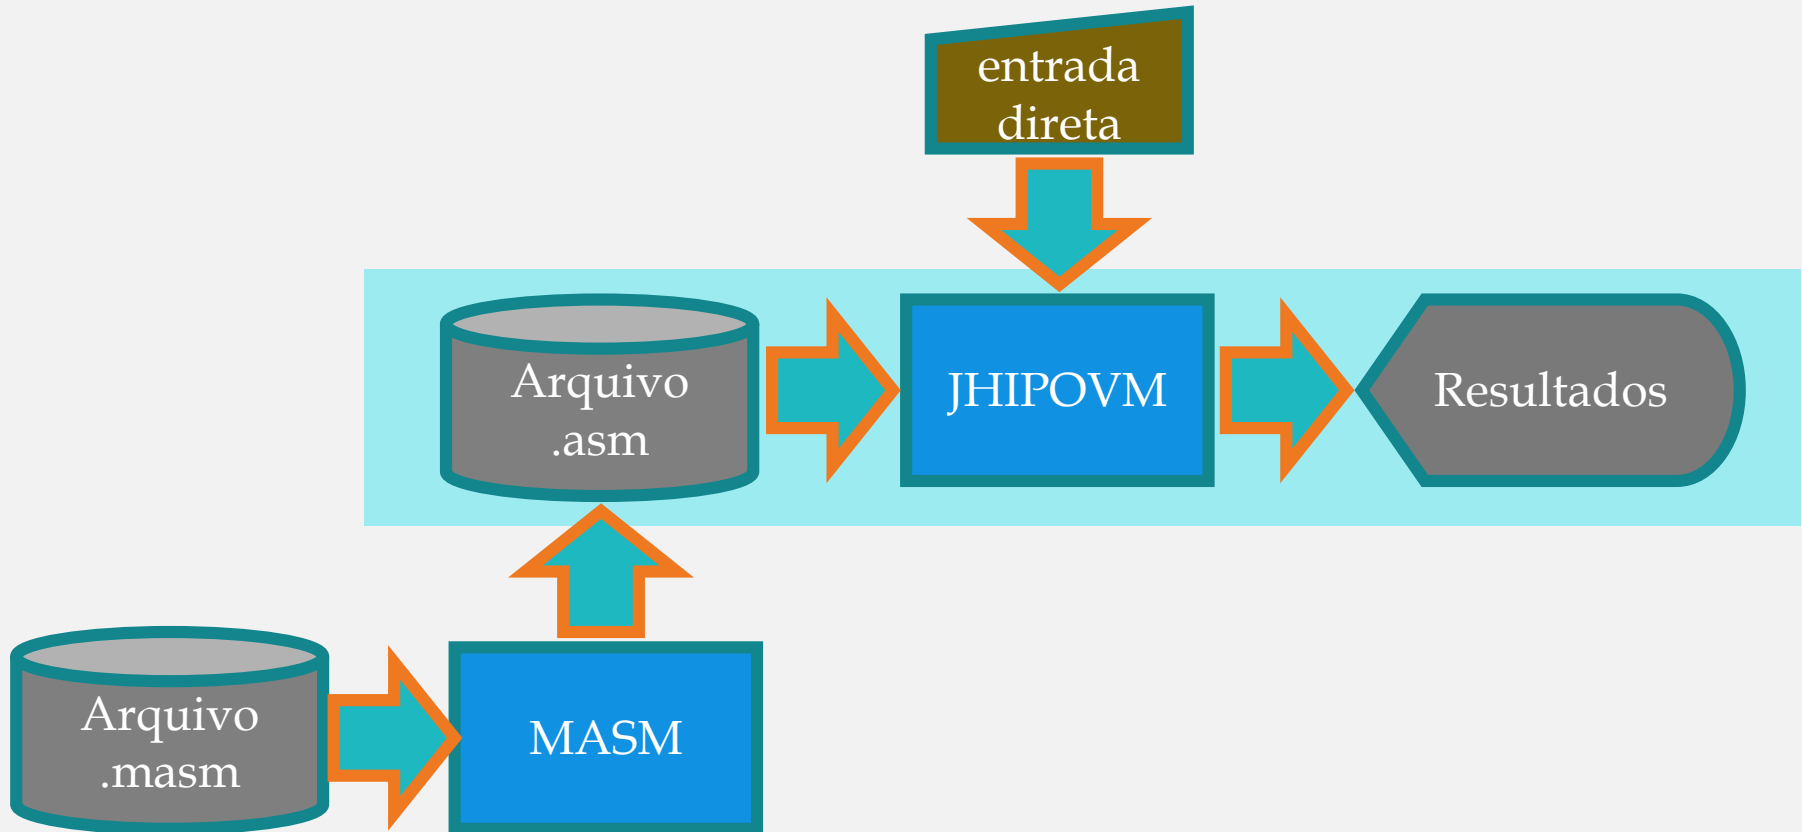 entrada
direta
Arquivo
.asm
JHIPOVM
Resultados
Arquivo
.masm
MASM